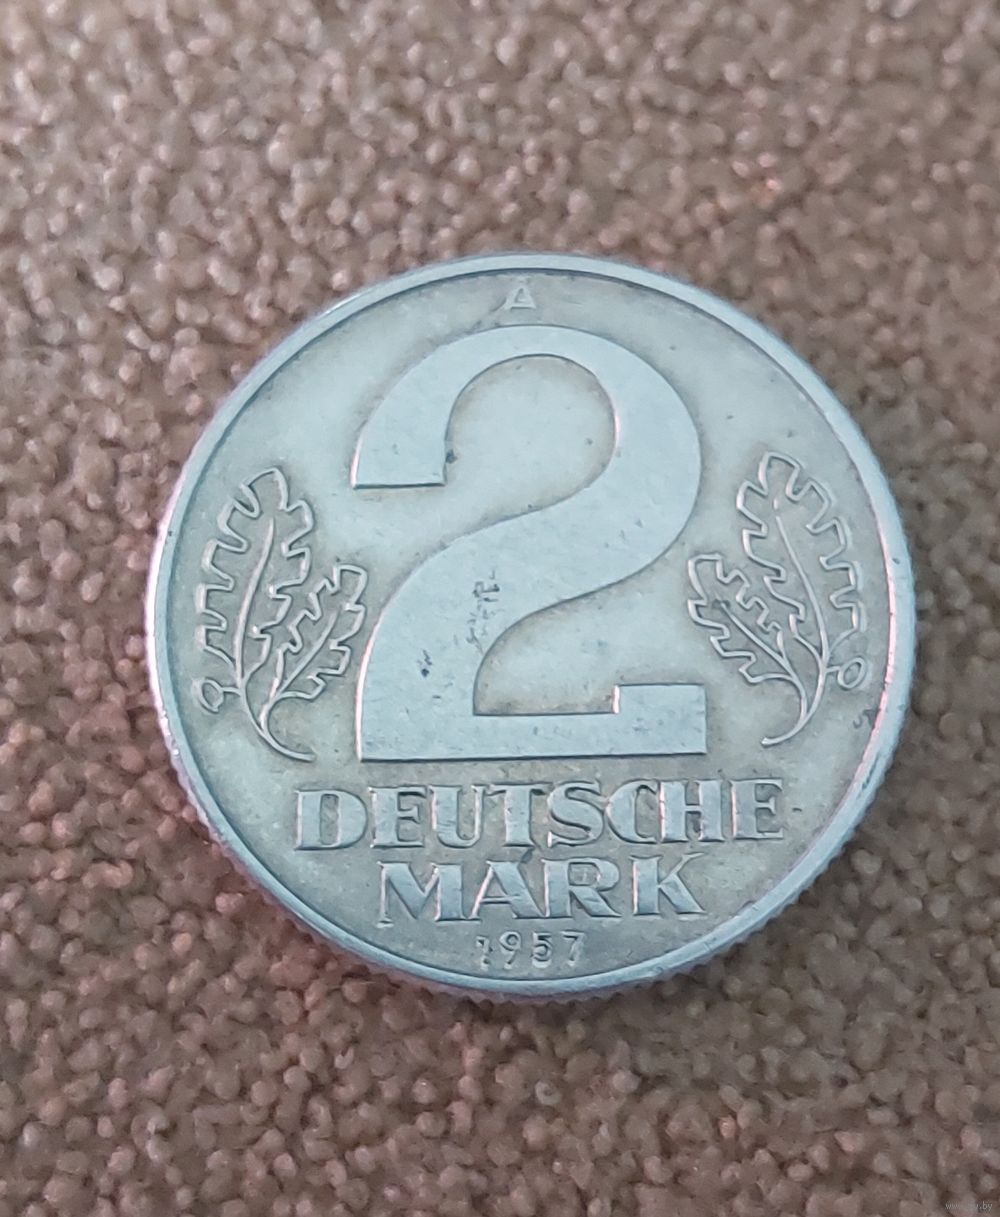 A
2
DEUTSCHE
MARK
1957